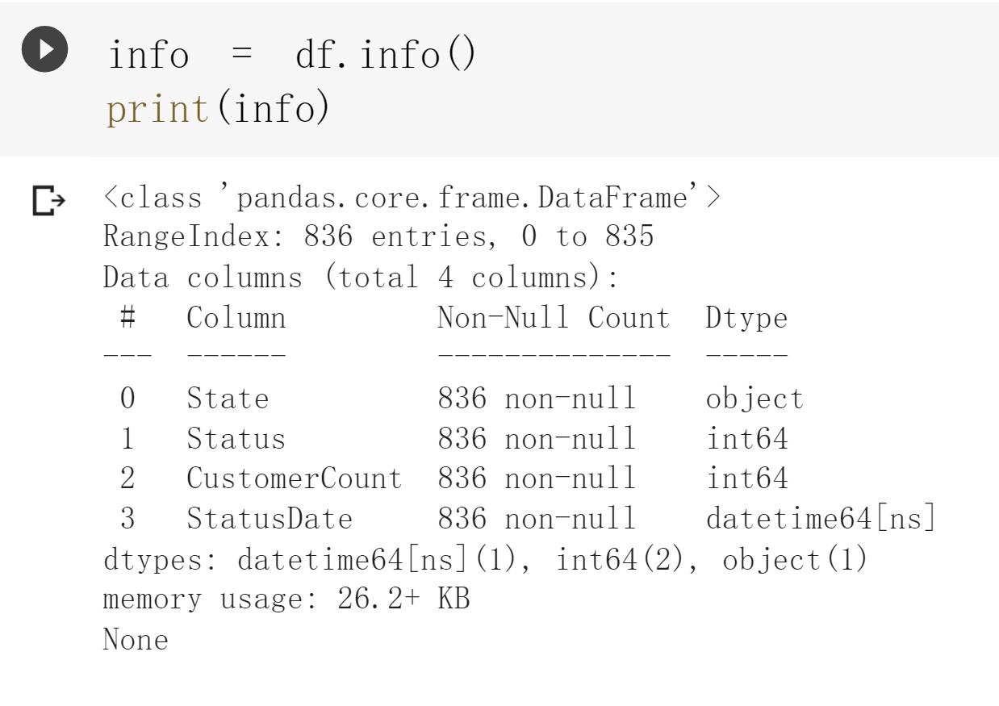 info = df.info()
print(info)
<class 'pandas.core.frame.DataFrame'>
RangeIndex: 836 entries, 0 to 835
Data columns (total 4 columns):
 #   Column         Non-Null Count  Dtype
---  ------         --------------  -----
 0   State          836 non-null    object
 1   Status         836 non-null    int64
 2   CustomerCount  836 non-null    int64
 3   StatusDate     836 non-null    datetime64[ns]
dtypes: datetime64[ns](1), int64(2), object(1)
memory usage: 26.2+ KB
None